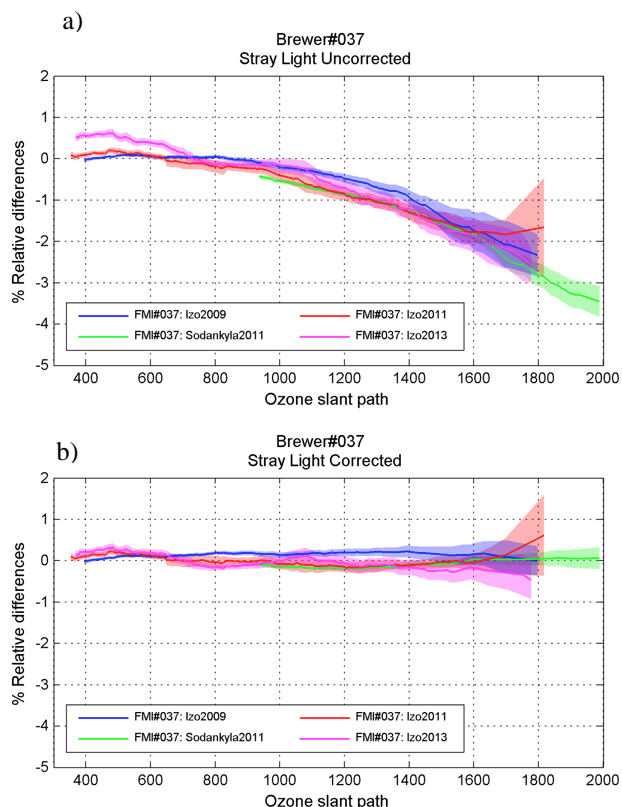 a)
Brewer#037
Stray Light Uncorrected
2
1
0
-1
-2
-3
-4
-5
% Relative differences
FMI#037: Izo2009
FMI#037: Izo2011
FMI#037: Sodankyla2011
FMI#037: Izo2013
400 600 800 1000 1200 1400 1600 1800 2000
Ozone slant path
b)
Brewer#037
Stray Light Corrected
2
1
0
-1
-2
-3
-4
-5
% Relative differences
FMI#037: Izo2009
FMI#037: Izo2011
FMI#037: Sodankyla2011
FMI#037: Izo2013
400 600 800 1000 1200 1400 1600 1800 2000
Ozone slant path